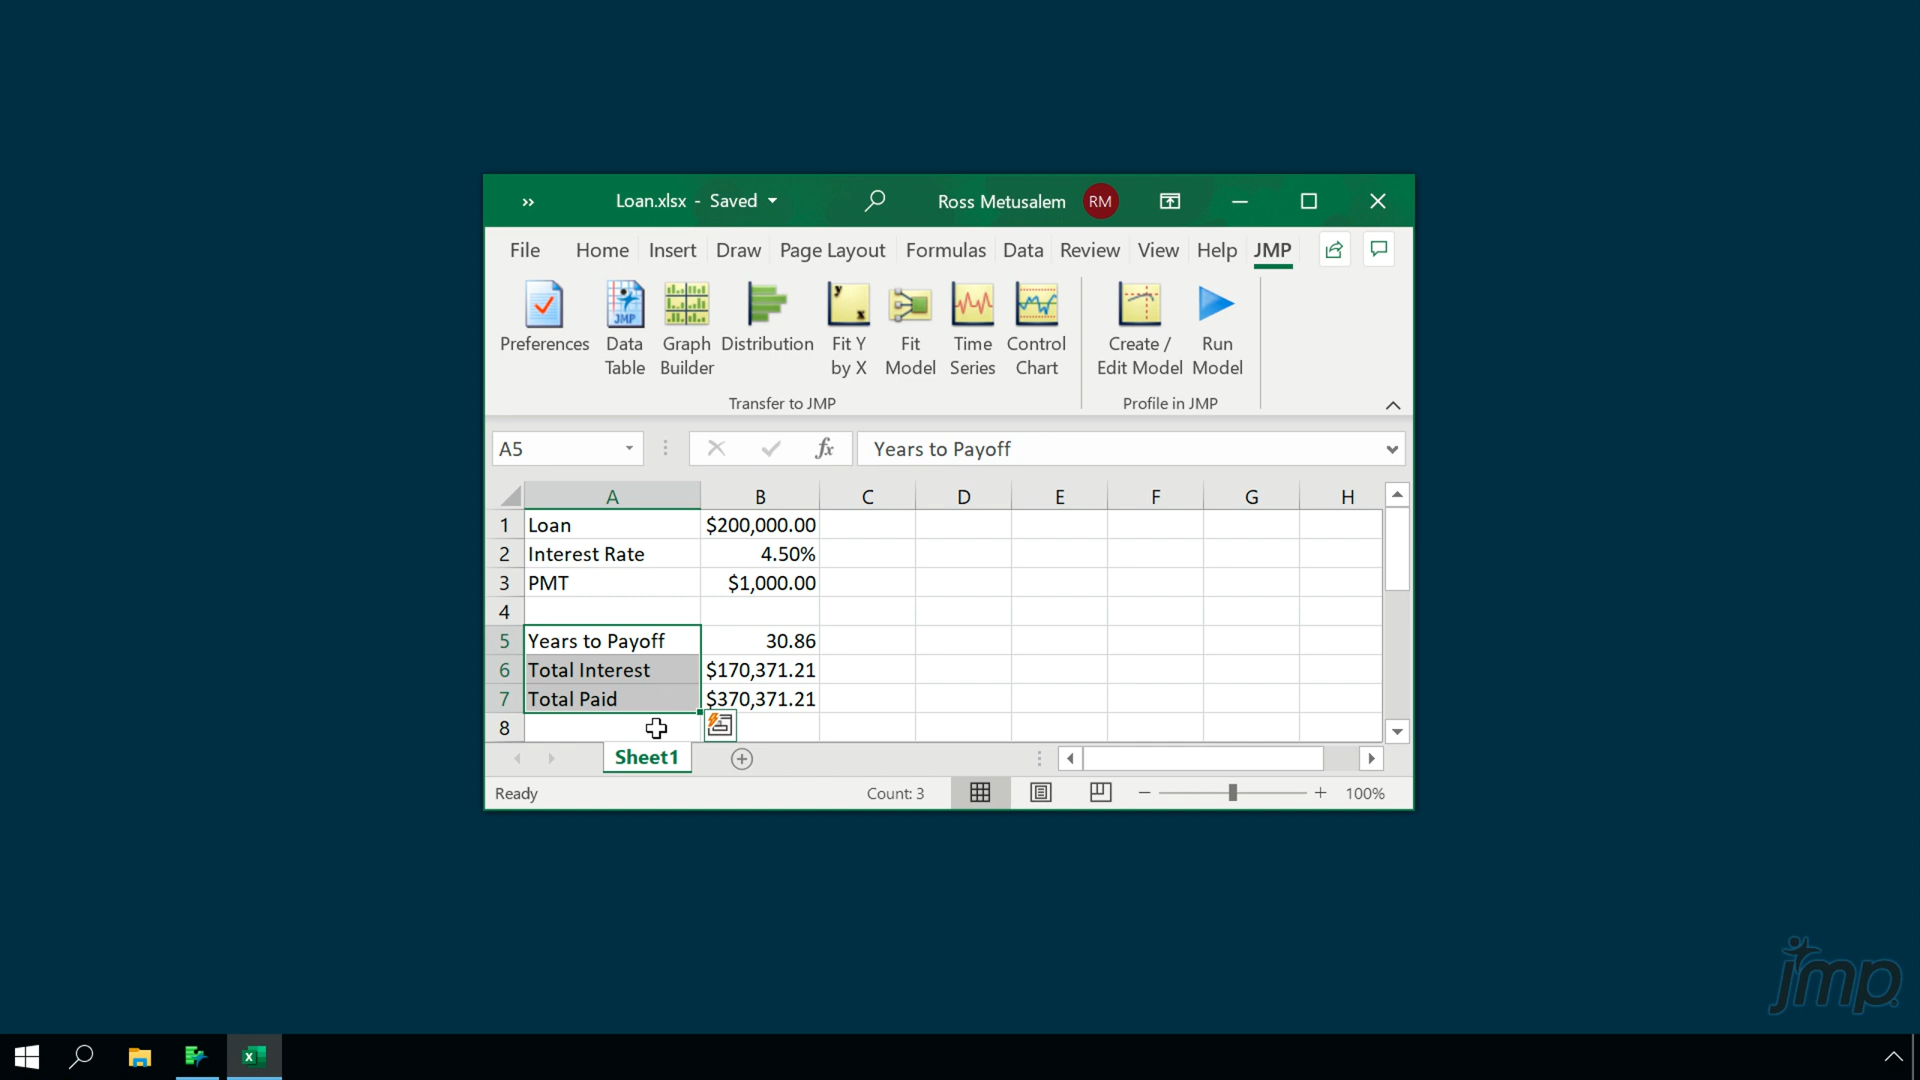 Loan.xlsx - Saved
Ross Metusalem RM
File Home Insert Draw Page Layout Formulas Data Review View Help JMP
Preferences Data Table Graph Builder Distribution Fit Y by X Fit Model Time Series Control Chart Create / Edit Model Run Model
Transfer to JMP Profile in JMP
A5 fx Years to Payoff
A B C D E F G H
1 Loan $200,000.00
2 Interest Rate 4.50%
3 PMT $1,000.00
4
5 Years to Payoff 30.86
6 Total Interest $170,371.21
7 Total Paid $370,371.21
8
Sheet1
Ready Count: 3 100%
jmp